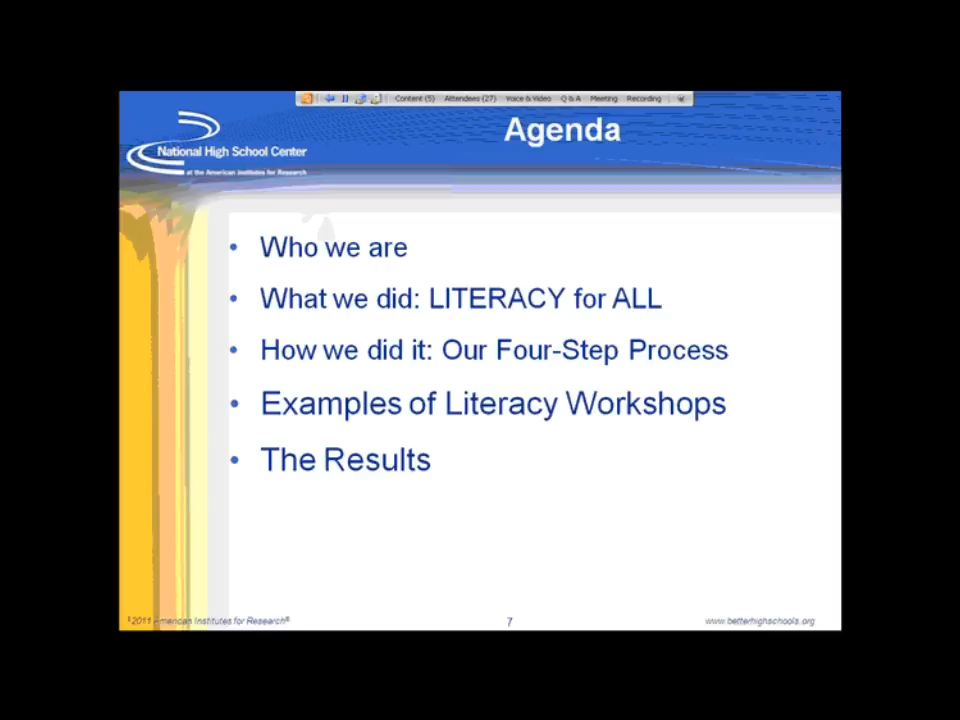 Content (5) Attendees (27) Voice & Video Q & A Meeting Recording
Agenda
National High School Center
at the American Institutes for Research
• Who we are
• What we did: LITERACY for ALL
• How we did it: Our Four-Step Process
• Examples of Literacy Workshops
• The Results
2011 American Institutes for Research®
7
www.betterhighschools.org